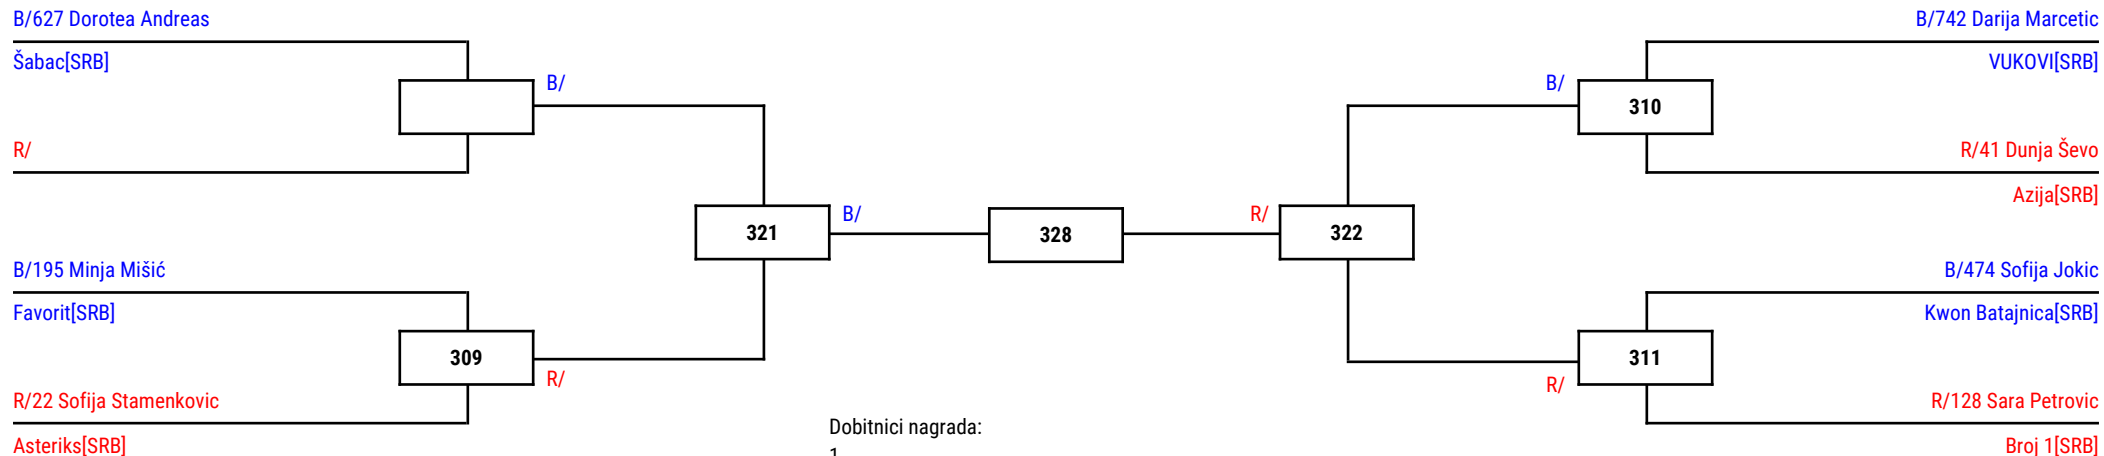 B/627 Dorotea Andreas
Šabac[SRB]
B/
R/
321
B/
B/195 Minja Mišić
Favorit[SRB]
309
R/
R/22 Sofija Stamenkovic
Asteriks[SRB]
328
Dobitnici nagrada:
1
B/742 Darija Marcetic
VUKOVI[SRB]
B/
310
R/41 Dunja Ševo
Azija[SRB]
R/
322
B/474 Sofija Jokic
Kwon Batajnica[SRB]
311
R/
R/128 Sara Petrovic
Broj 1[SRB]